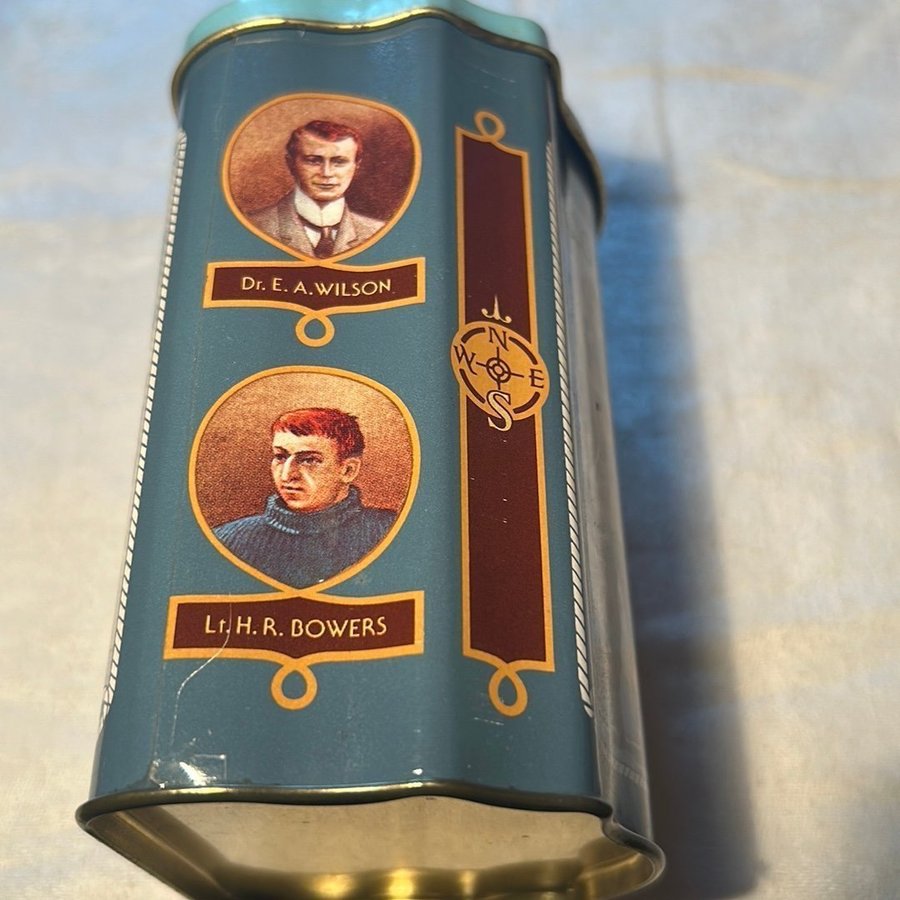 Dr. E. A. WILSON
Lt. H. R. BOWERS
N
W E
S